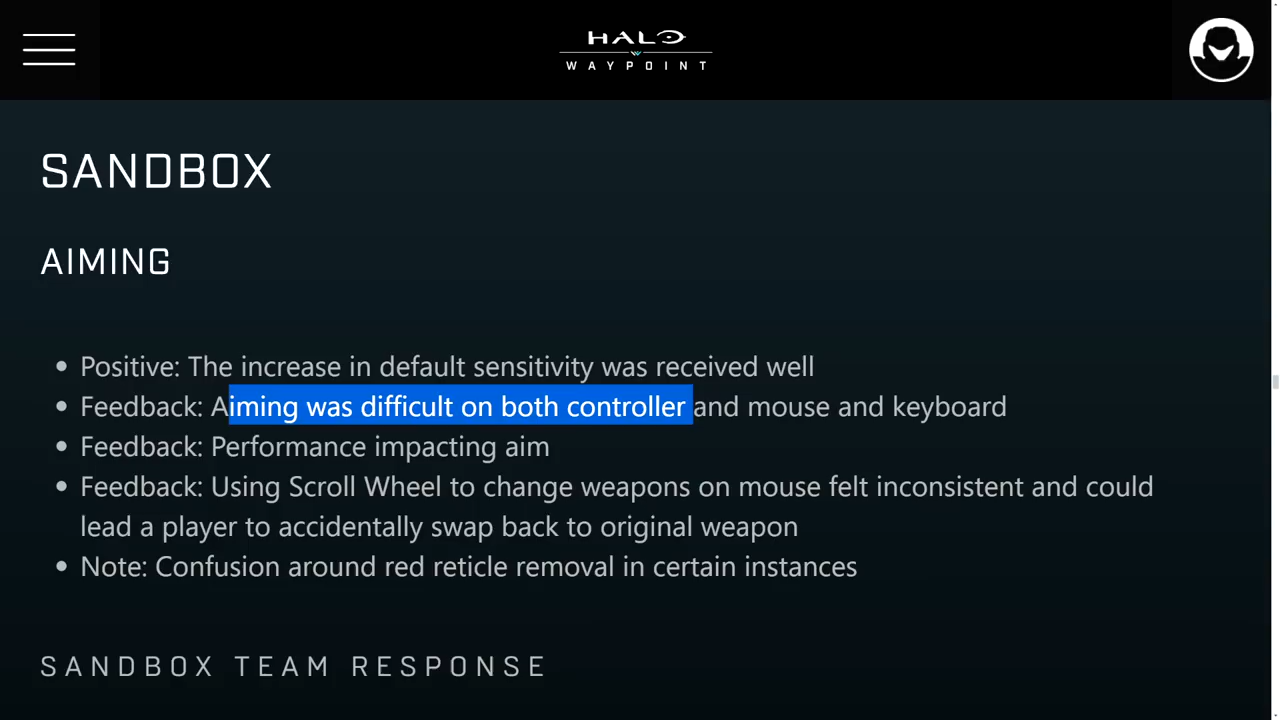 HALO
WAYPOINT
SANDBOX
AIMING
• Positive: The increase in default sensitivity was received well
• Feedback: Aiming was difficult on both controller and mouse and keyboard
• Feedback: Performance impacting aim
• Feedback: Using Scroll Wheel to change weapons on mouse felt inconsistent and could
lead a player to accidentally swap back to original weapon
• Note: Confusion around red reticle removal in certain instances
SANDBOX TEAM RESPONSE